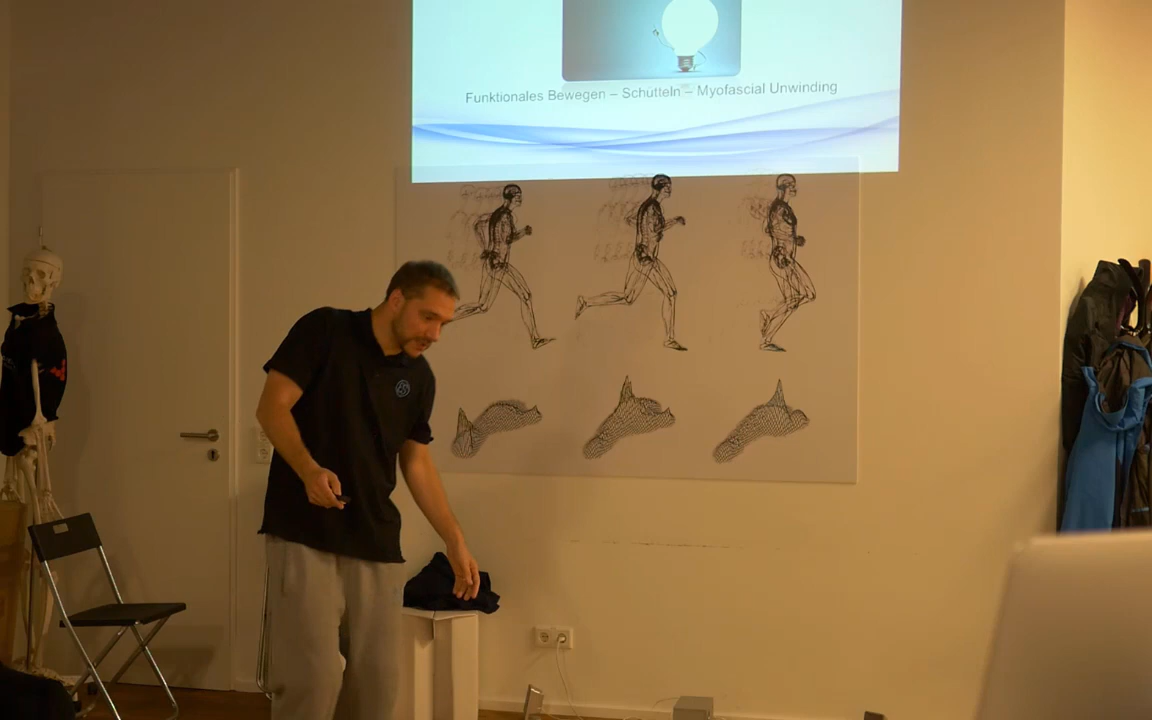 Funktionales Bewegen – Schütteln – Myofascial Unwinding